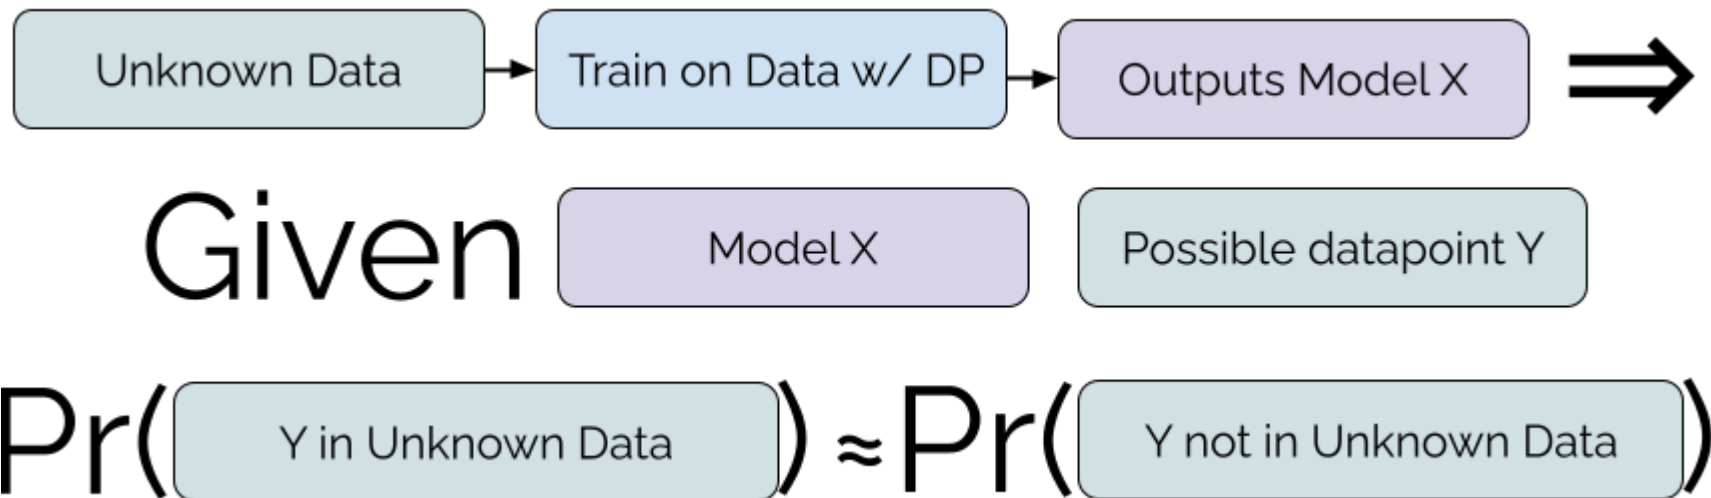 Unknown Data Train on Data w/ DP Outputs Model X ⇒
Given Model X Possible datapoint Y
Pr( Y in Unknown Data ) ≈ Pr( Y not in Unknown Data )